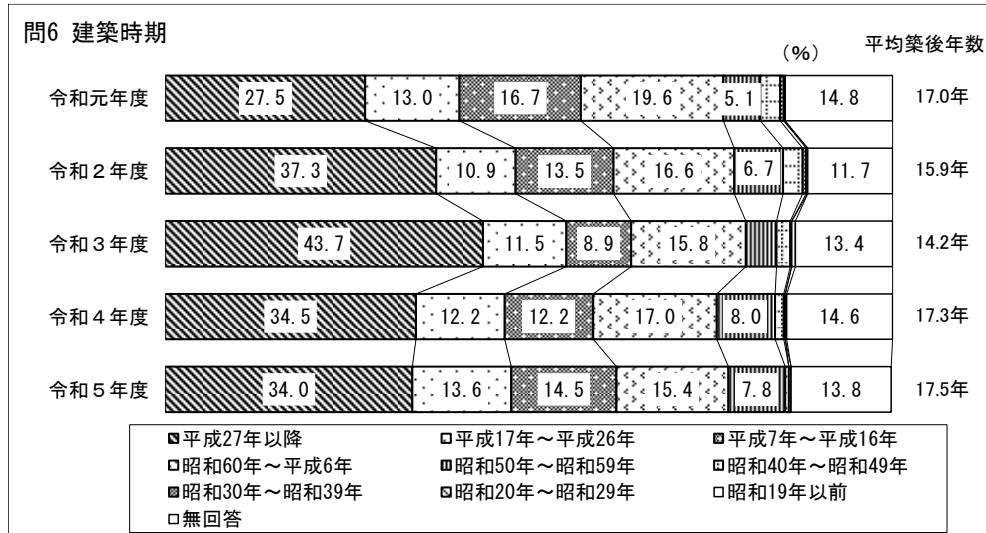 問6 建築時期
(%) 平均築後年数
令和元年度 27.5 13.0 16.7 19.6 5.1 14.8 17.0年
令和2年度 37.3 10.9 13.5 16.6 6.7 11.7 15.9年
令和3年度 43.7 11.5 8.9 15.8 13.4 14.2年
令和4年度 34.5 12.2 12.2 17.0 8.0 14.6 17.3年
令和5年度 34.0 13.6 14.5 15.4 7.8 13.8 17.5年
平成27年以降 平成17年～平成26年 平成7年～平成16年
昭和60年～平成6年 昭和50年～昭和59年 昭和40年～昭和49年
昭和30年～昭和39年 昭和20年～昭和29年 昭和19年以前
無回答